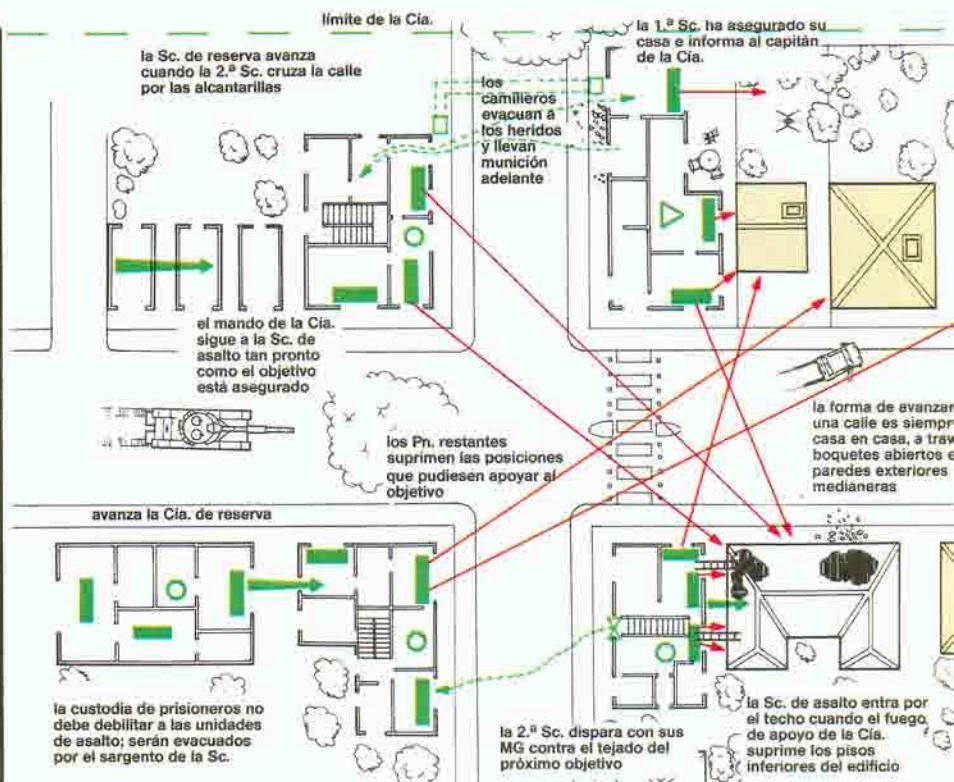 límite de la Cía.
la Sc. de reserva avanza
cuando la 2.ª Sc. cruza la calle
por las alcantarillas
los
camilleros
evacuan a
los heridos
y llevan
munición
adelante
la 1.ª Sc. ha asegurado su
casa e informa al capitán
de la Cía.
el mando de la Cía.
sigue a la Sc. de
asalto tan pronto
como el objetivo
está asegurado
los Pn. restantes
suprimen las posiciones
que pudiesen apoyar al
objetivo
la forma de avanzar
una calle es siempr
casa en casa, a trav
boquetes abiertos e
paredes exteriores
medianeras
avanza la Cía. de reserva
la custodia de prisioneros no
debe debilitar a las unidades
de asalto; serán evacuados
por el sargento de la Sc.
la 2.ª Sc. dispara con sus
MG contra el tejado del
próximo objetivo
la Sc. de asalto entra por
el techo cuando el fuego
de apoyo de la Cía.
suprime los pisos
inferiores del edificio